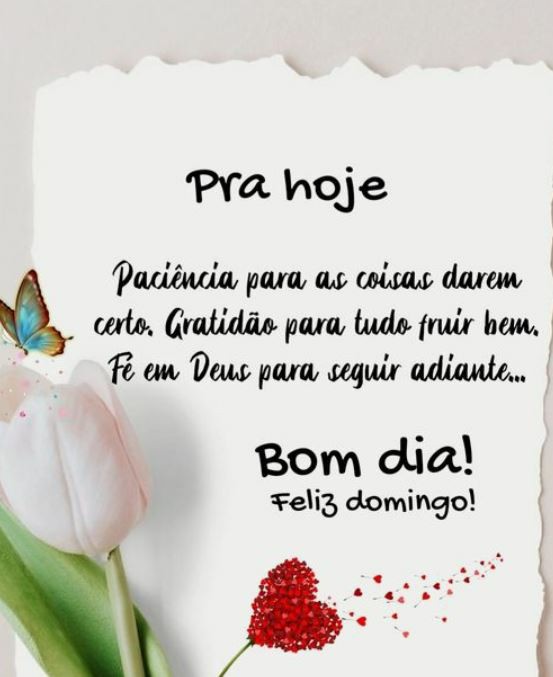 Pra hoje
Paciência para as coisas darem
certo. Gratidão para tudo fruir bem.
Fé em Deus para seguir adiante...
Bom dia!
Feliz domingo!